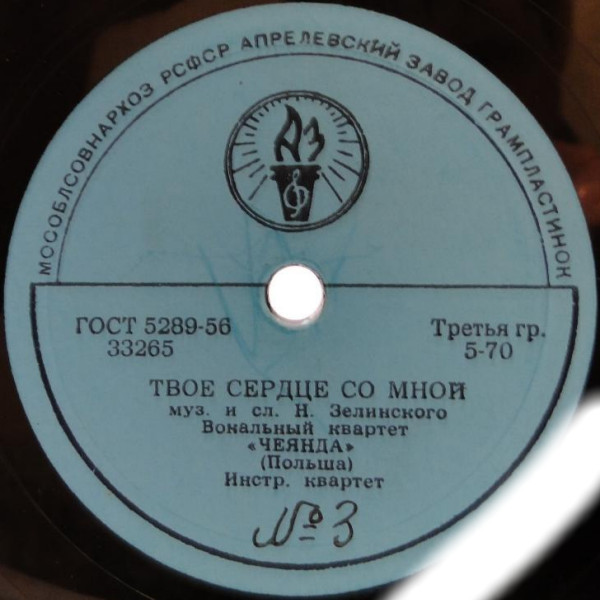 МОСОБЛСОВНАРХОЗ РСФСР АПРЕЛЕВСКИЙ ЗАВОД ГРАМПЛАСТИНОК
АЗ
ГОСТ 5289-56
33265
Третья гр.
5-70
ТВОЕ СЕРДЦЕ СО МНОЙ
муз. и сл. Н. Зелинского
Вокальный квартет
«ЧЕЯНДА»
(Польша)
Инстр. квартет
№ 3